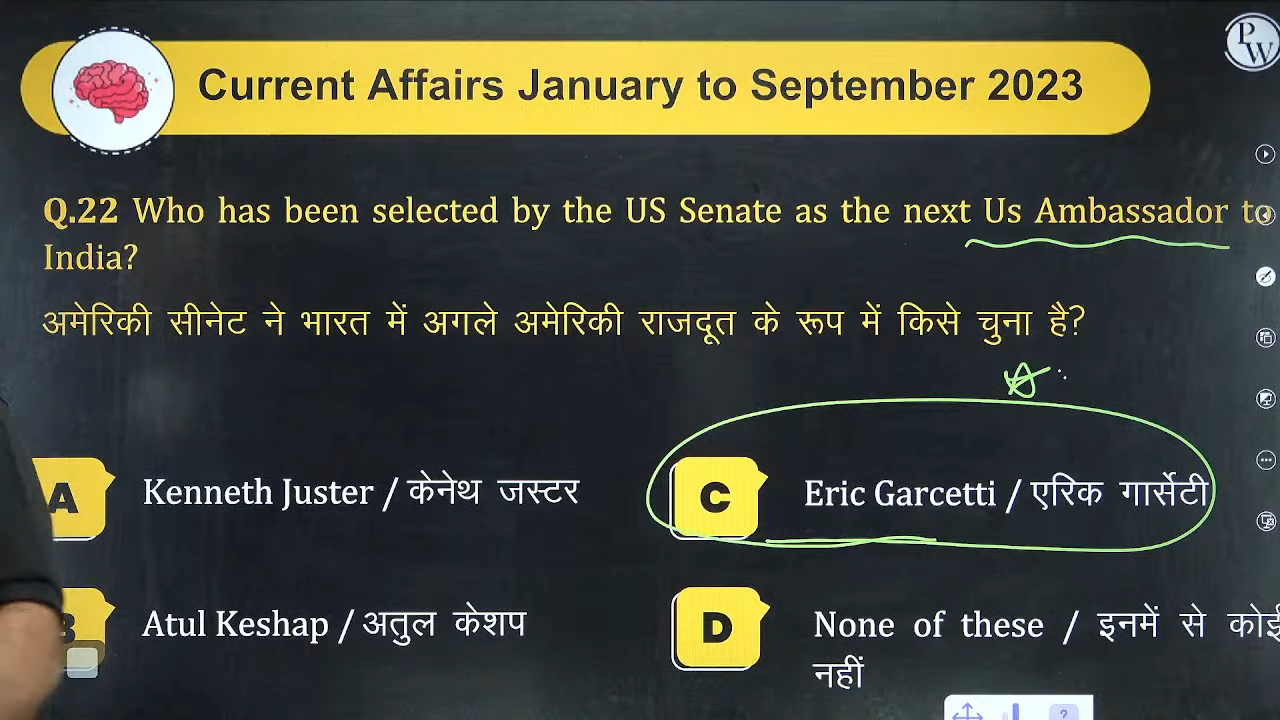 PW
Current Affairs January to September 2023
Q.22 Who has been selected by the US Senate as the next Us Ambassador to
India?
अमेरिकी सीनेट ने भारत में अगले अमेरिकी राजदूत के रूप में किसे चुना है?
A Kenneth Juster / केनेथ जस्टर
C Eric Garcetti / एरिक गार्सेटी
B Atul Keshap / अतुल केशप
D None of these / इनमें से कोई
नहीं